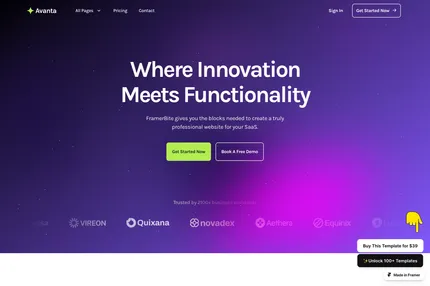 Avanta
All Pages
Pricing
Contact
Sign In
Get Started Now
Where Innovation
Meets Functionality
FramerBite gives you the blocks needed to create a truly
professional website for your SaaS.
Get Started Now
Book A Free Demo
Trusted by
VIREON
Quixana
novadex
Aethera
Equinix
Buy This Template for $39
Unlock 100+ Templates
Made in Framer